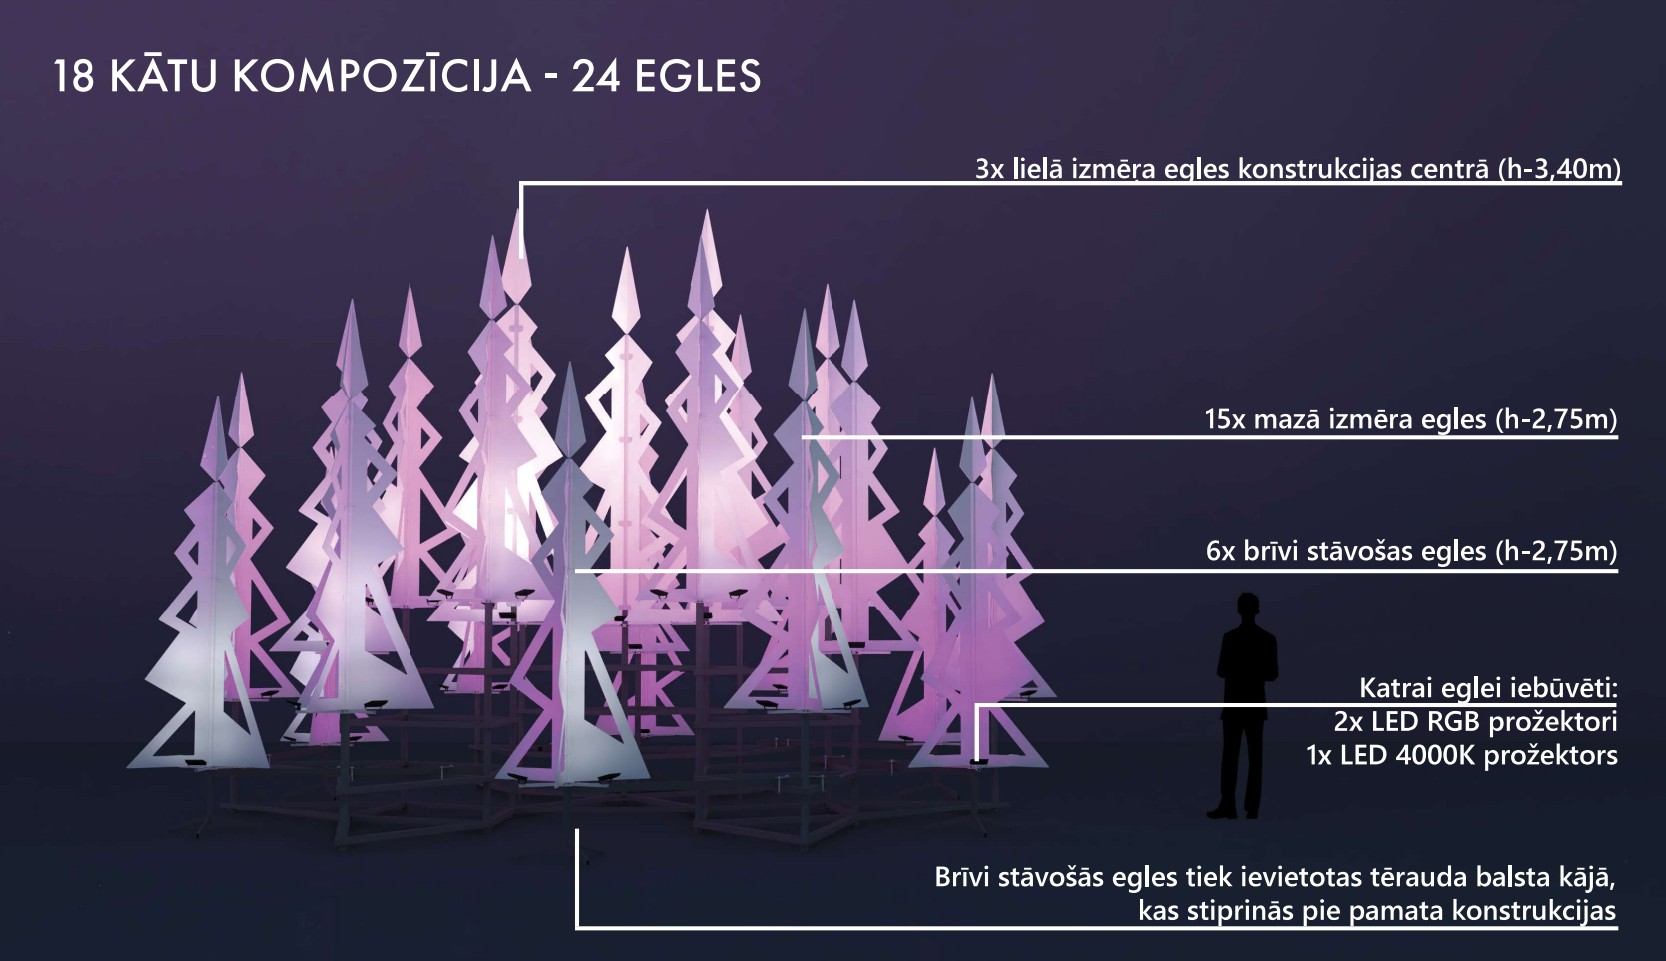 18 KĀTU KOMPOZĪCIJA - 24 EGLES
3x lielā izmēra egles konstrukcijas centrā (h-3,40m)
15x mazā izmēra egles (h-2,75m)
6x brīvi stāvošas egles (h-2,75m)
Katrai eglei iebūvēti:
2x LED RGB prožektori
1x LED 4000K prožektors
Brīvi stāvošās egles tiek ievietotas tērauda balsta kājā,
kas stiprinās pie pamata konstrukcijas